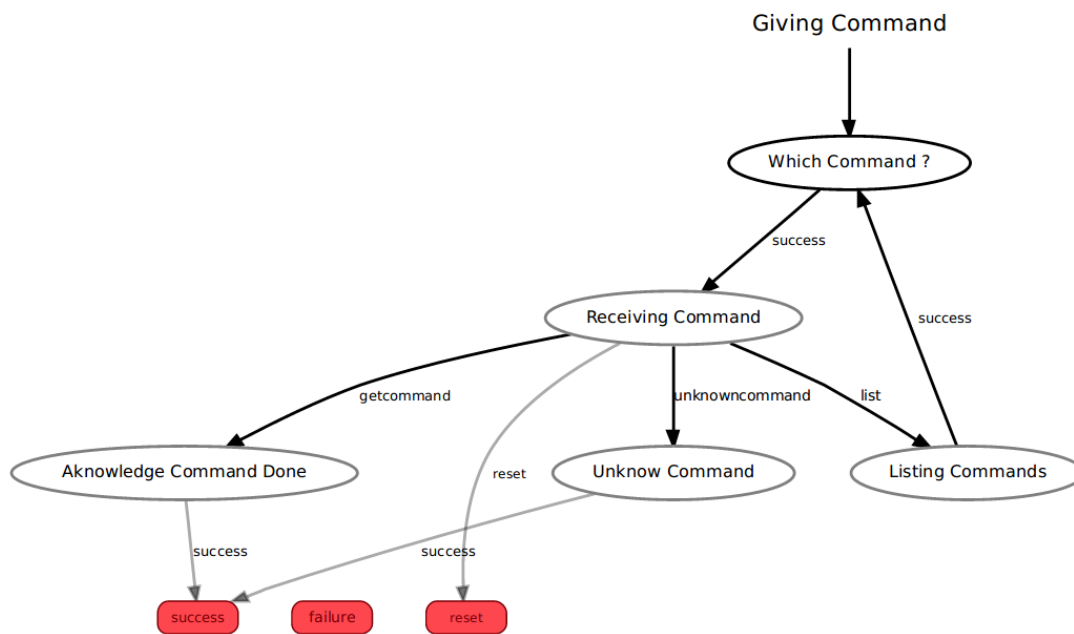 Giving Command
Which Command ?
success
Receiving Command
success
getcommand
unknowncommand
list
Aknowledge Command Done
reset
Unknow Command
Listing Commands
success
success
success
failure
reset